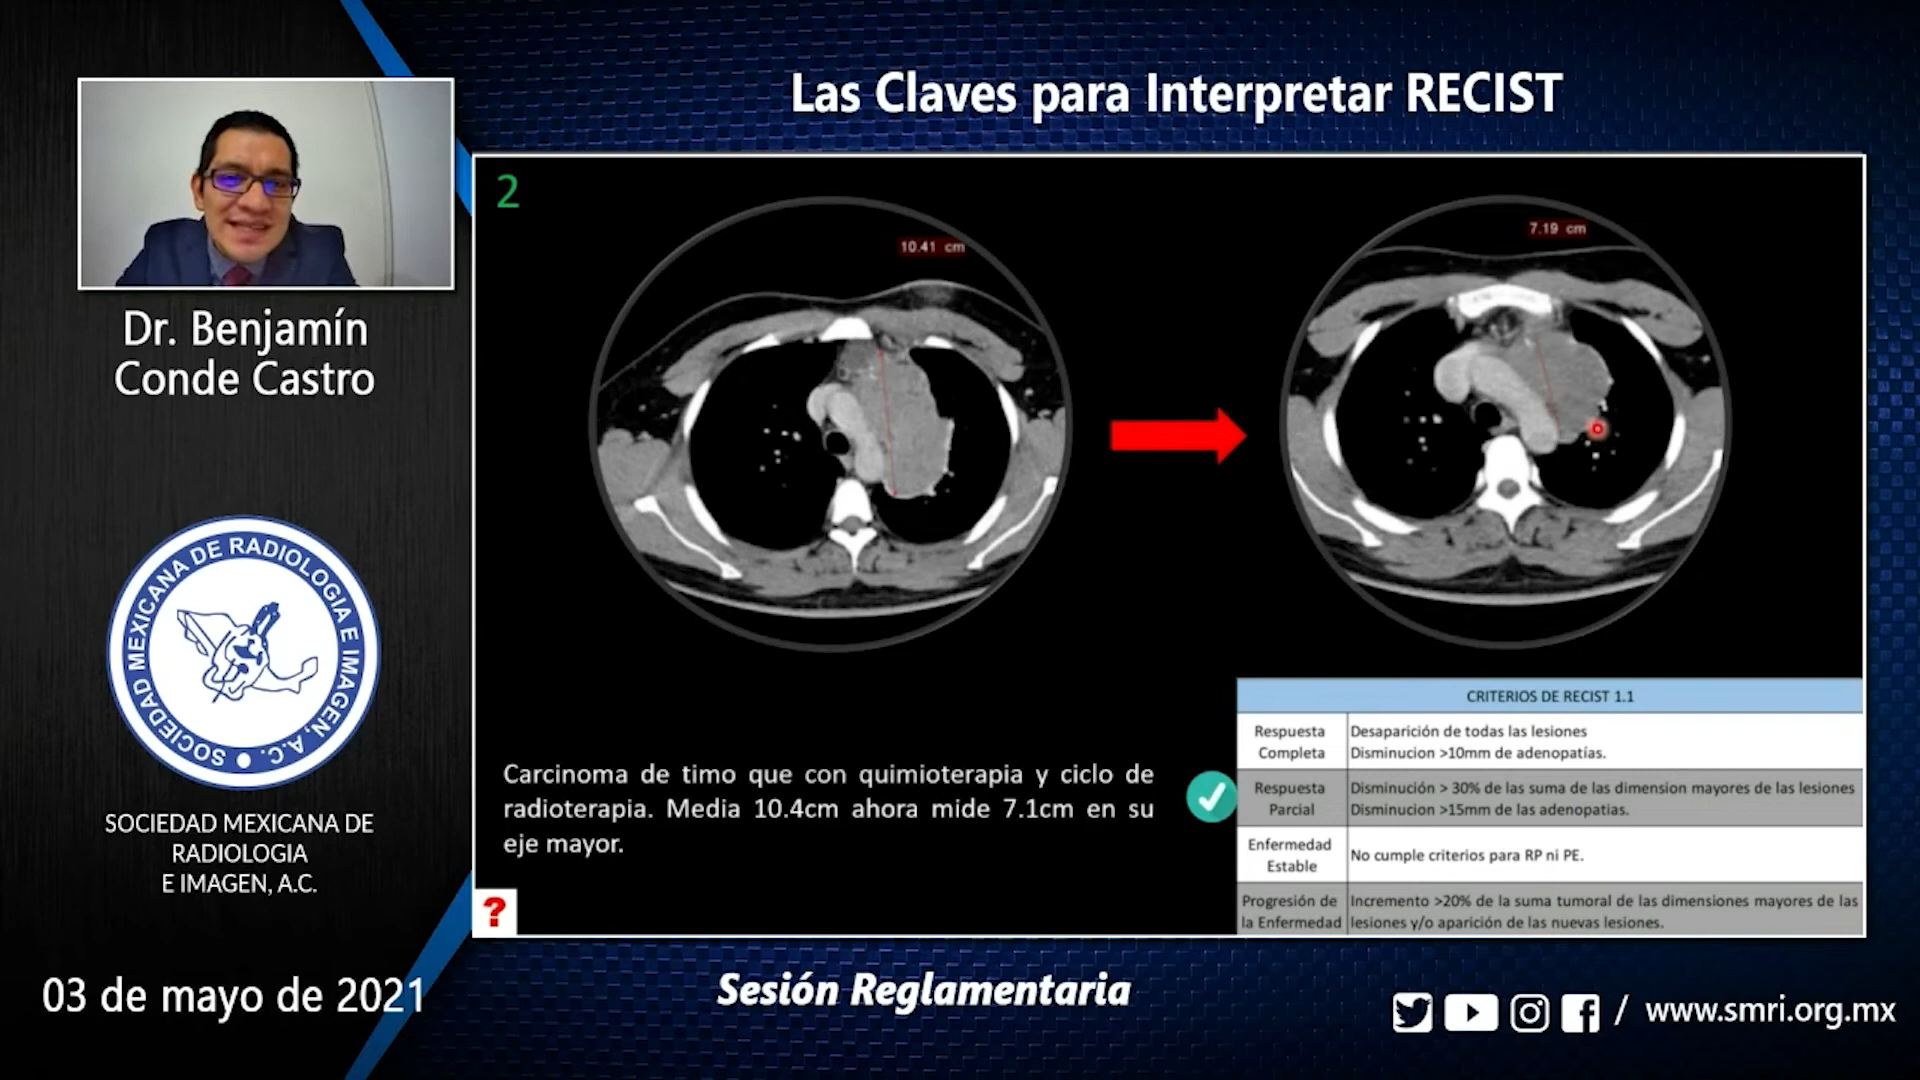 Las Claves para Interpretar RECIST
Dr. Benjamín
Conde Castro
SOCIEDAD MEXICANA DE RADIOLOGIA E IMAGEN, A.C.
SOCIEDAD MEXICANA DE
RADIOLOGIA
E IMAGEN, A.C.
03 de mayo de 2021
2
10.41 cm
7.19 cm
Carcinoma de timo que con quimioterapia y ciclo de
radioterapia. Media 10.4cm ahora mide 7.1cm en su
eje mayor.
?
CRITERIOS DE RECIST 1.1
Respuesta
Completa
Desaparición de todas las lesiones
Disminucion >10mm de adenopatías.
Respuesta
Parcial
Disminución > 30% de las suma de las dimension mayores de las lesiones
Disminucion >15mm de las adenopatias.
Enfermedad
Estable
No cumple criterios para RP ni PE.
Progresión de
la Enfermedad
Incremento >20% de la suma tumoral de las dimensiones mayores de las
lesiones y/o aparición de las nuevas lesiones.
Sesión Reglamentaria
/ www.smri.org.mx